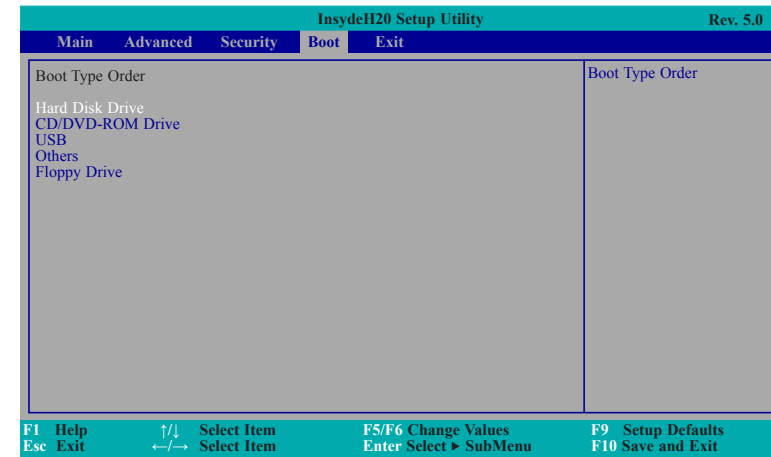 InsydeH20 Setup Utility Rev. 5.0
Main Advanced Security Boot Exit
Boot Type Order
Hard Disk Drive
CD/DVD-ROM Drive
USB
Others
Floppy Drive
Boot Type Order
F1 Help ↑/↓ Select Item F5/F6 Change Values F9 Setup Defaults
Esc Exit ←/→ Select Item Enter Select ► SubMenu F10 Save and Exit